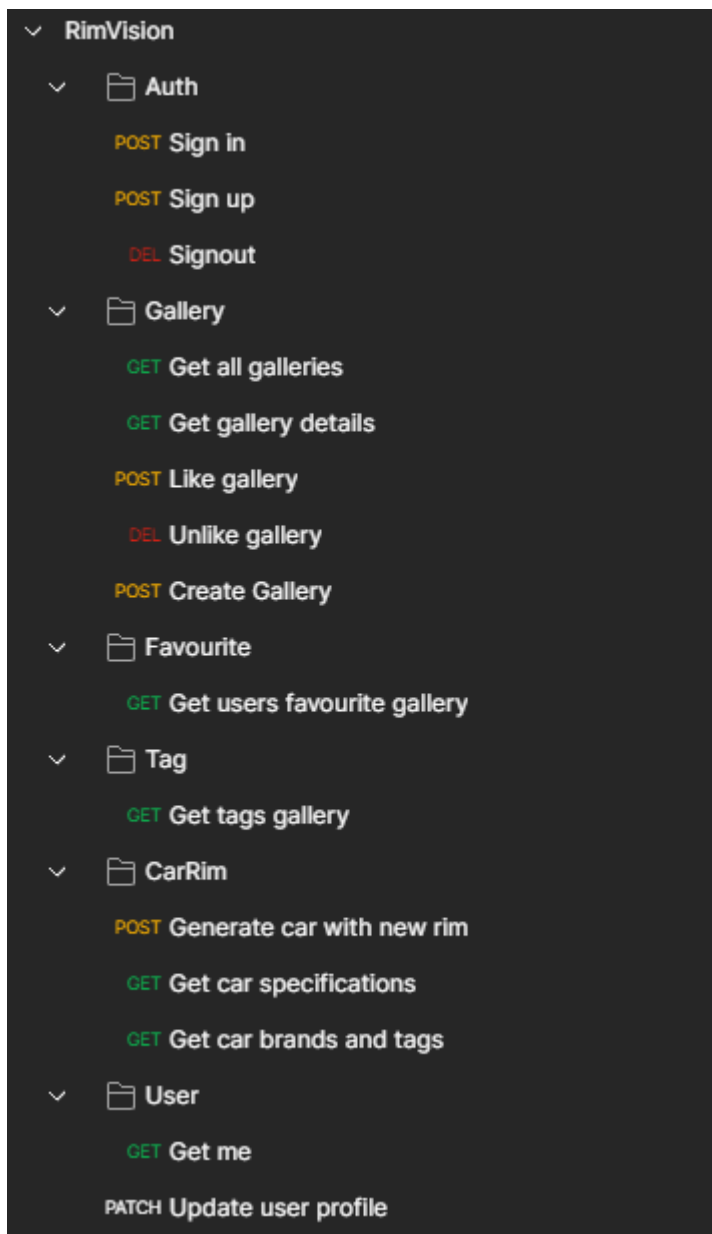 RimVision
Auth
POST Sign in
POST Sign up
DEL Signout
Gallery
GET Get all galleries
GET Get gallery details
POST Like gallery
DEL Unlike gallery
POST Create Gallery
Favourite
GET Get users favourite gallery
Tag
GET Get tags gallery
CarRim
POST Generate car with new rim
GET Get car specifications
GET Get car brands and tags
User
GET Get me
PATCH Update user profile